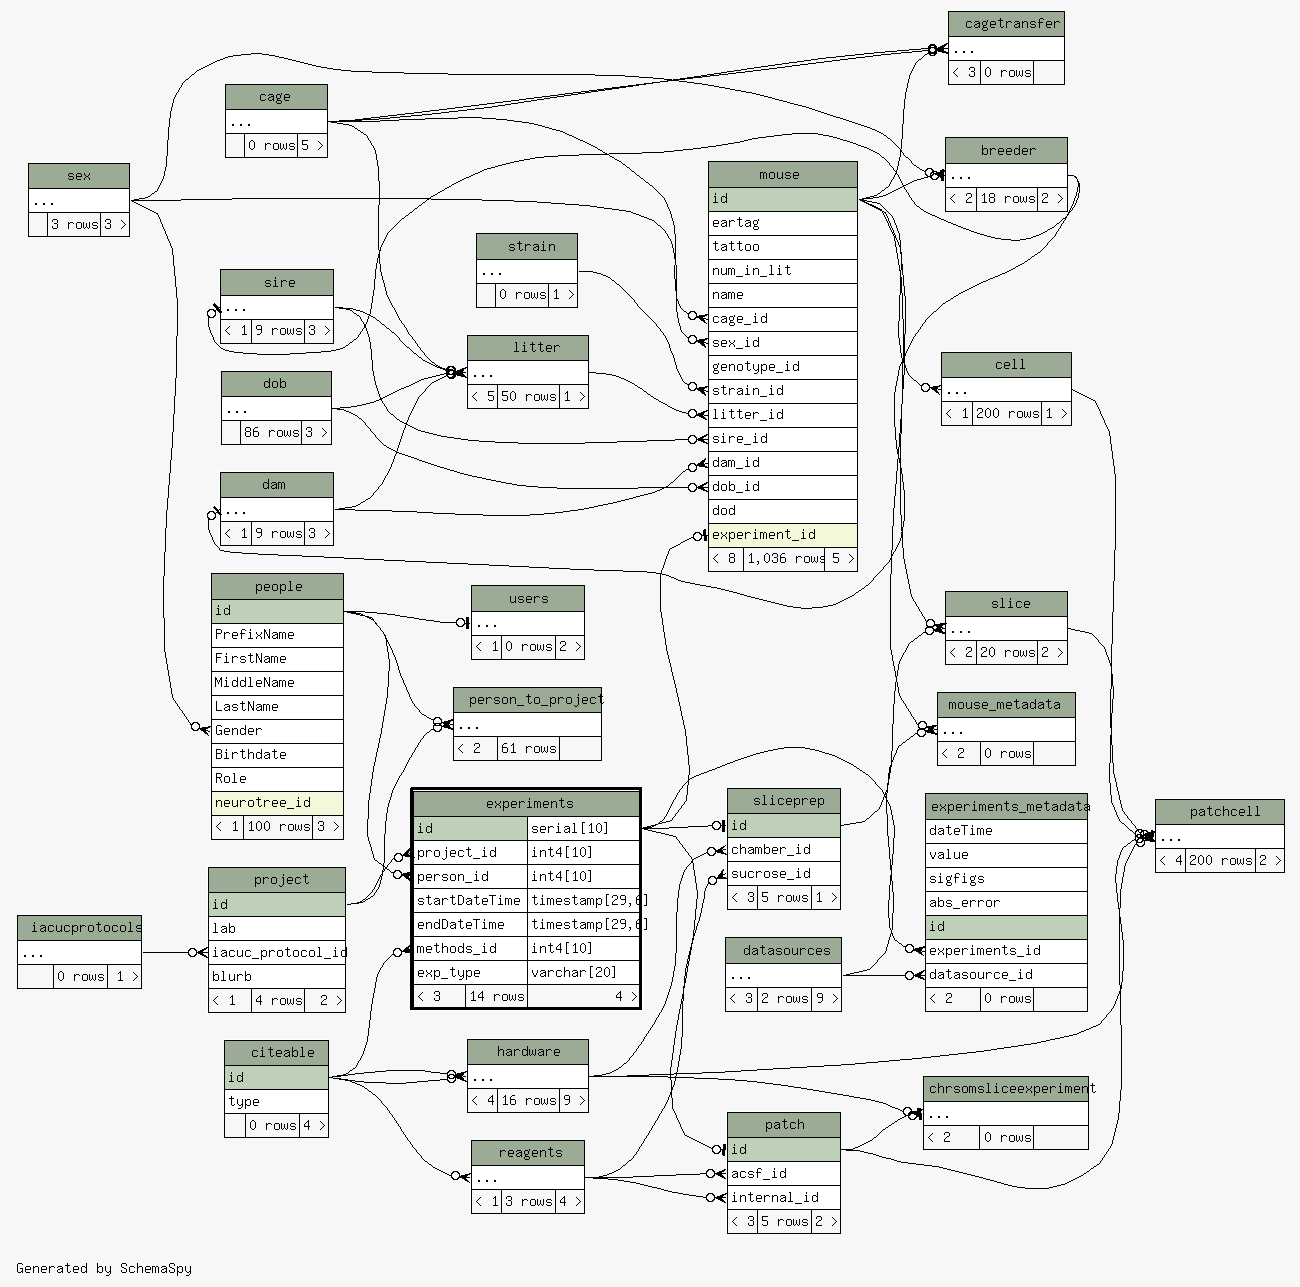 cagetransfer
...
< 3 0 rows
cage
...
0 rows 5 >
breeder
...
< 2 18 rows 2 >
sex
...
3 rows 3 >
mouse
id
eartag
tattoo
num_in_lit
name
cage_id
sex_id
genotype_id
strain_id
litter_id
sire_id
dam_id
dob_id
dod
experiment_id
< 8 1,036 rows 5 >
strain
...
0 rows 1 >
sire
...
< 1 9 rows 3 >
litter
...
< 5 50 rows 1 >
cell
...
< 1 200 rows 1 >
dob
...
86 rows 3 >
dam
...
< 1 9 rows 3 >
people
id
PrefixName
FirstName
MiddleName
LastName
Gender
Birthdate
Role
neurotree_id
< 1 100 rows 3 >
users
...
< 1 0 rows 2 >
slice
...
< 2 20 rows 2 >
person_to_project
...
< 2 61 rows
mouse_metadata
...
< 2 0 rows
experiments
id serial[10]
project_id int4[10]
person_id int4[10]
startDateTime timestamp[29,6]
endDateTime timestamp[29,6]
methods_id int4[10]
exp_type varchar[20]
< 3 14 rows 4 >
sliceprep
id
chamber_id
sucrose_id
< 3 5 rows 1 >
experiments_metadata
dateTime
value
sigfigs
abs_error
id
experiments_id
datasource_id
< 2 0 rows
patchcell
...
< 4 200 rows 2 >
project
id
lab
iacuc_protocol_id
blurb
< 1 4 rows 2 >
iacucprotocols
...
0 rows 1 >
datasources
...
< 3 2 rows 9 >
citeable
id
type
0 rows 4 >
hardware
...
< 4 16 rows 9 >
chrsomsliceexperiment
...
< 2 0 rows
reagents
...
< 1 3 rows 4 >
patch
id
acsf_id
internal_id
< 3 5 rows 2 >
Generated by SchemaSpy